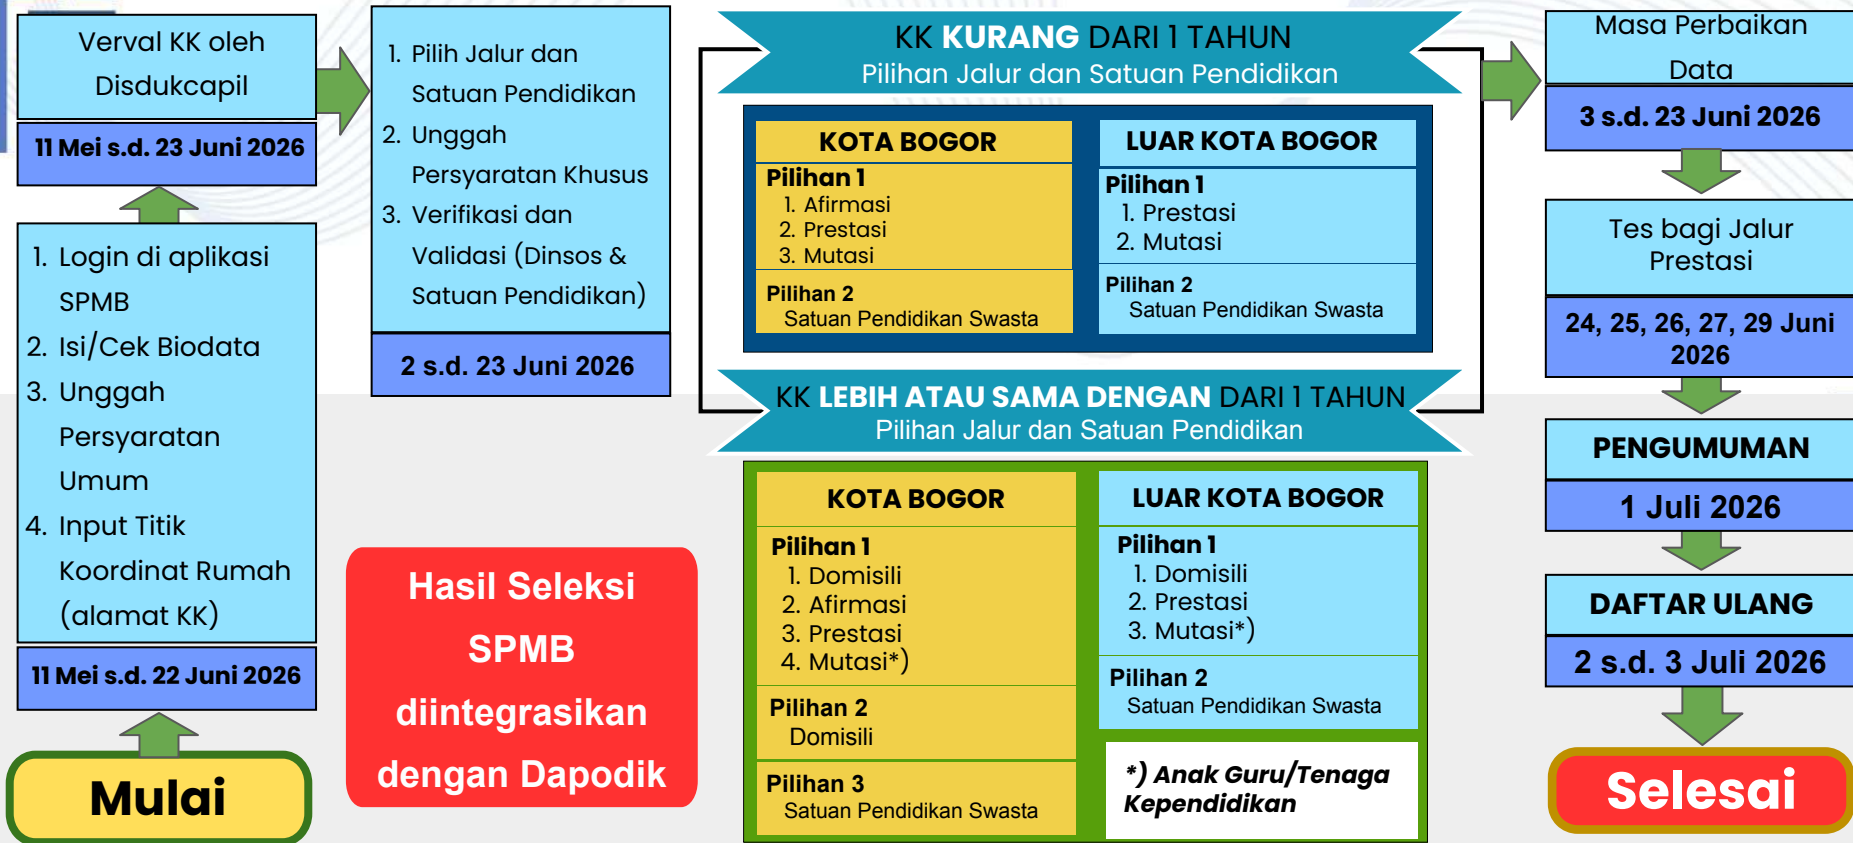 Verval KK oleh
Disdukcapil
11 Mei s.d. 23 Juni 2026
1. Login di aplikasi
SPMB
2. Isi/Cek Biodata
3. Unggah
Persyaratan
Umum
4. Input Titik
Koordinat Rumah
(alamat KK)
11 Mei s.d. 22 Juni 2026
Mulai
1. Pilih Jalur dan
Satuan Pendidikan
2. Unggah
Persyaratan Khusus
3. Verifikasi dan
Validasi (Dinsos &
Satuan Pendidikan)
2 s.d. 23 Juni 2026
Hasil Seleksi
SPMB
diintegrasikan
dengan Dapodik
KK KURANG DARI 1 TAHUN
Pilihan Jalur dan Satuan Pendidikan
KOTA BOGOR
Pilihan 1
1. Afirmasi
2. Prestasi
3. Mutasi
Pilihan 2
Satuan Pendidikan Swasta
LUAR KOTA BOGOR
Pilihan 1
1. Prestasi
2. Mutasi
Pilihan 2
Satuan Pendidikan Swasta
KK LEBIH ATAU SAMA DENGAN DARI 1 TAHUN
Pilihan Jalur dan Satuan Pendidikan
KOTA BOGOR
Pilihan 1
1. Domisili
2. Afirmasi
3. Prestasi
4. Mutasi*)
Pilihan 2
Domisili
Pilihan 3
Satuan Pendidikan Swasta
LUAR KOTA BOGOR
Pilihan 1
1. Domisili
2. Prestasi
3. Mutasi*)
Pilihan 2
Satuan Pendidikan Swasta
*) Anak Guru/Tenaga
Kependidikan
Masa Perbaikan
Data
3 s.d. 23 Juni 2026
Tes bagi Jalur
Prestasi
24, 25, 26, 27, 29 Juni
2026
PENGUMUMAN
1 Juli 2026
DAFTAR ULANG
2 s.d. 3 Juli 2026
Selesai